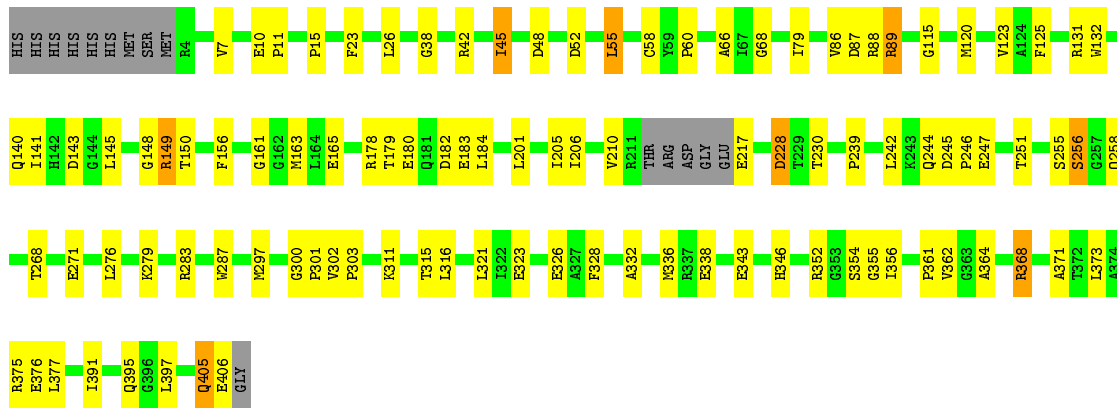 HIS HIS HIS HIS HIS HIS MET SER MET R4 V7 E10 P11 P15 F23 L26 G38 R42 I45 D48 D52 L55 C58 Y59 P60 A66 I67 G68 I79 V86 D87 R88 R89 G115 M120 V123 A124 F125 R131 W132
Q140 I141 H142 D143 G144 L145 G148 R149 T150 F156 G161 G162 M163 L164 E165 R178 T179 E180 Q181 D182 E183 L184 L201 I205 I206 V210 R211 THR ARG ASP GLY GLU E217 D228 T229 T230 P239 L242 K243 Q244 D245 P246 E247 T251 S255 S256 G257
T268 E271 L276 K279 R283 W287 M297 G300 P301 V302 P303 K311 T315 L316 L321 I322 E323 E326 A327 F328 A332 M336 R337 E338 E343 H346 R352 G353 S354 G355 I356 P361 V362 G363 A364 R368 A371 T372 L373 A374
R375 E376 L377 I391 Q395 G396 L397 Q405 E406 GLY